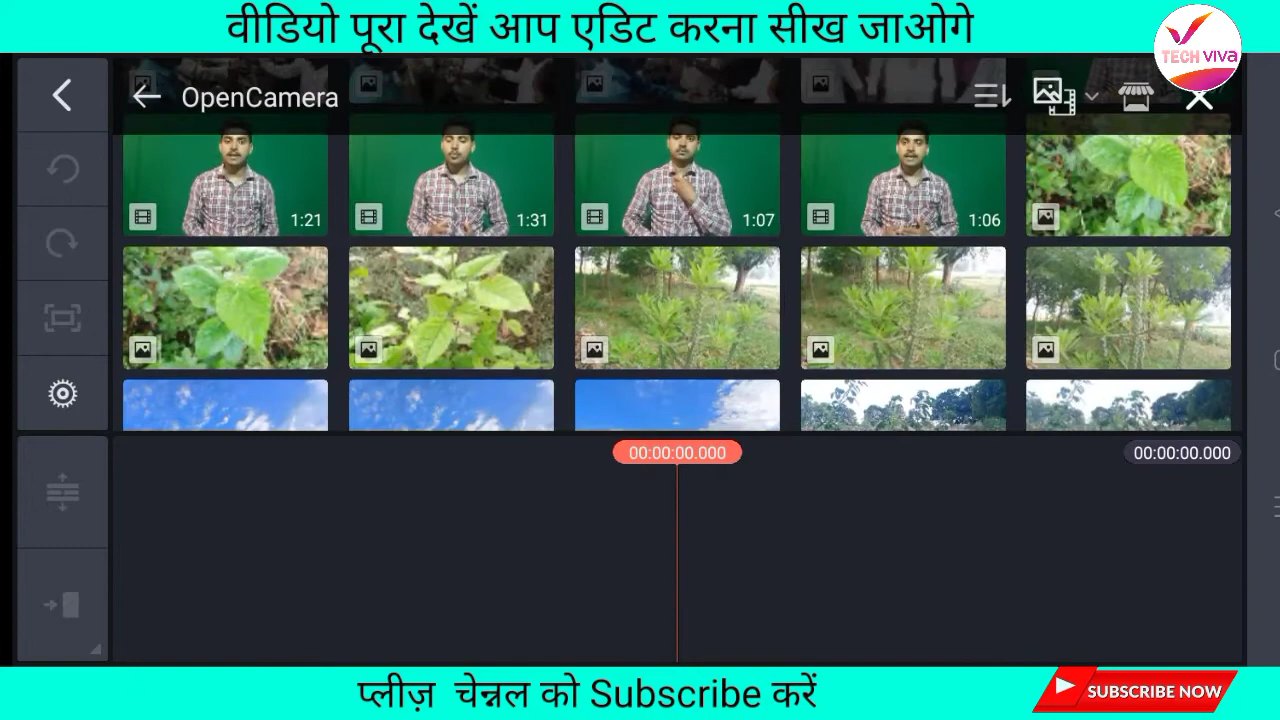 वीडियो पूरा देखें आप एडिट करना सीख जाओगे
TECH VIVA
OpenCamera
1:21
1:31
1:07
1:06
00:00:00.000
00:00:00.000
प्लीज़ चेन्नल को Subscribe करें
SUBSCRIBE NOW